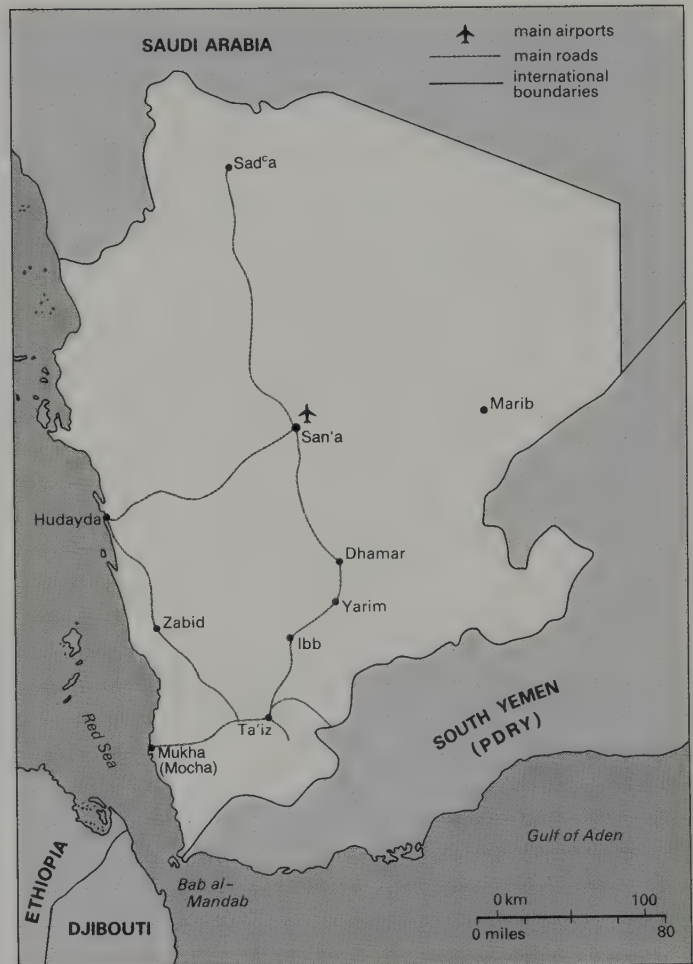 SAUDI ARABIA
main airports
main roads
international
boundaries
Sadᶜa
Marib
San'a
Hudayda
Dhamar
Yarim
Zabid
Ibb
Ta'iz
Mukha
(Mocha)
Red Sea
SOUTH YEMEN
(PDRY)
Gulf of Aden
Bab al-
Mandab
ETHIOPIA
DJIBOUTI
0 km 100
0 miles 80